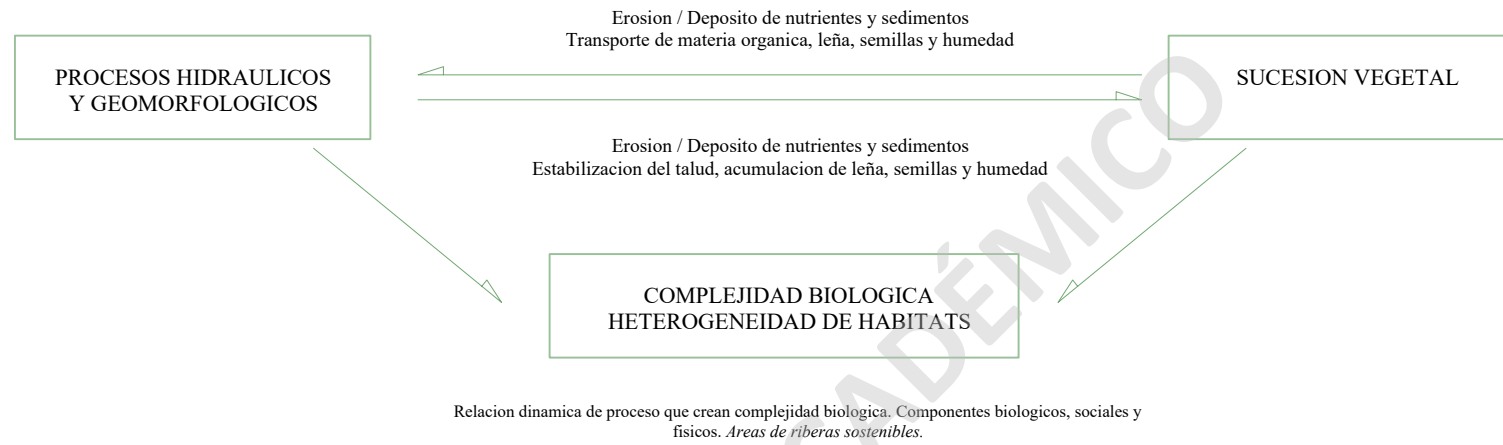 Erosion / Deposito de nutrientes y sedimentos
Transporte de materia organica, leña, semillas y humedad
PROCESOS HIDRAULICOS
Y GEOMORFOLOGICOS
SUCESION VEGETAL
Erosion / Deposito de nutrientes y sedimentos
Estabilizacion del talud, acumulacion de leña, semillas y humedad
COMPLEJIDAD BIOLOGICA
HETEROGENEIDAD DE HABITATS
Relacion dinamica de proceso que crean complejidad biologica. Componentes biologicos, sociales y
fisicos. Areas de riberas sostenibles.
CADÉMICO